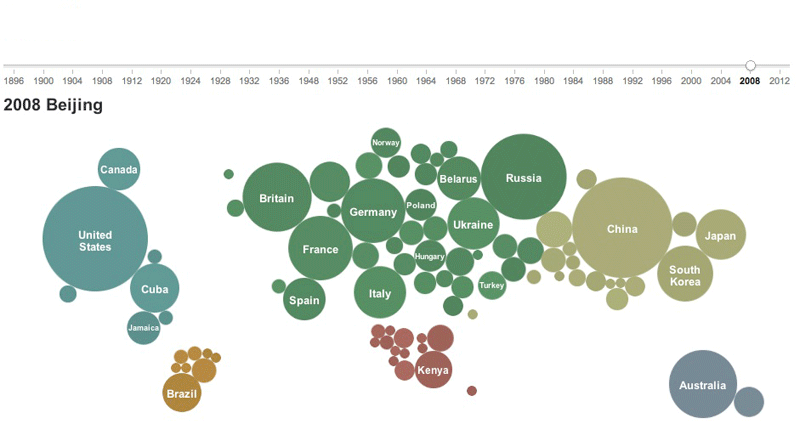 1896 1900 1904 1908 1912 1916 1920 1924 1928 1932 1936 1948 1952 1956 1960 1964 1968 1972 1976 1980 1984 1988 1992 1996 2000 2004 2008 2012
2008 Beijing
Norway
Canada
Belarus
Russia
Britain
Poland
Germany
Ukraine
United
States
China
Japan
France
Hungary
South
Korea
Cuba
Turkey
Italy
Spain
Jamaica
Kenya
Australia
Brazil